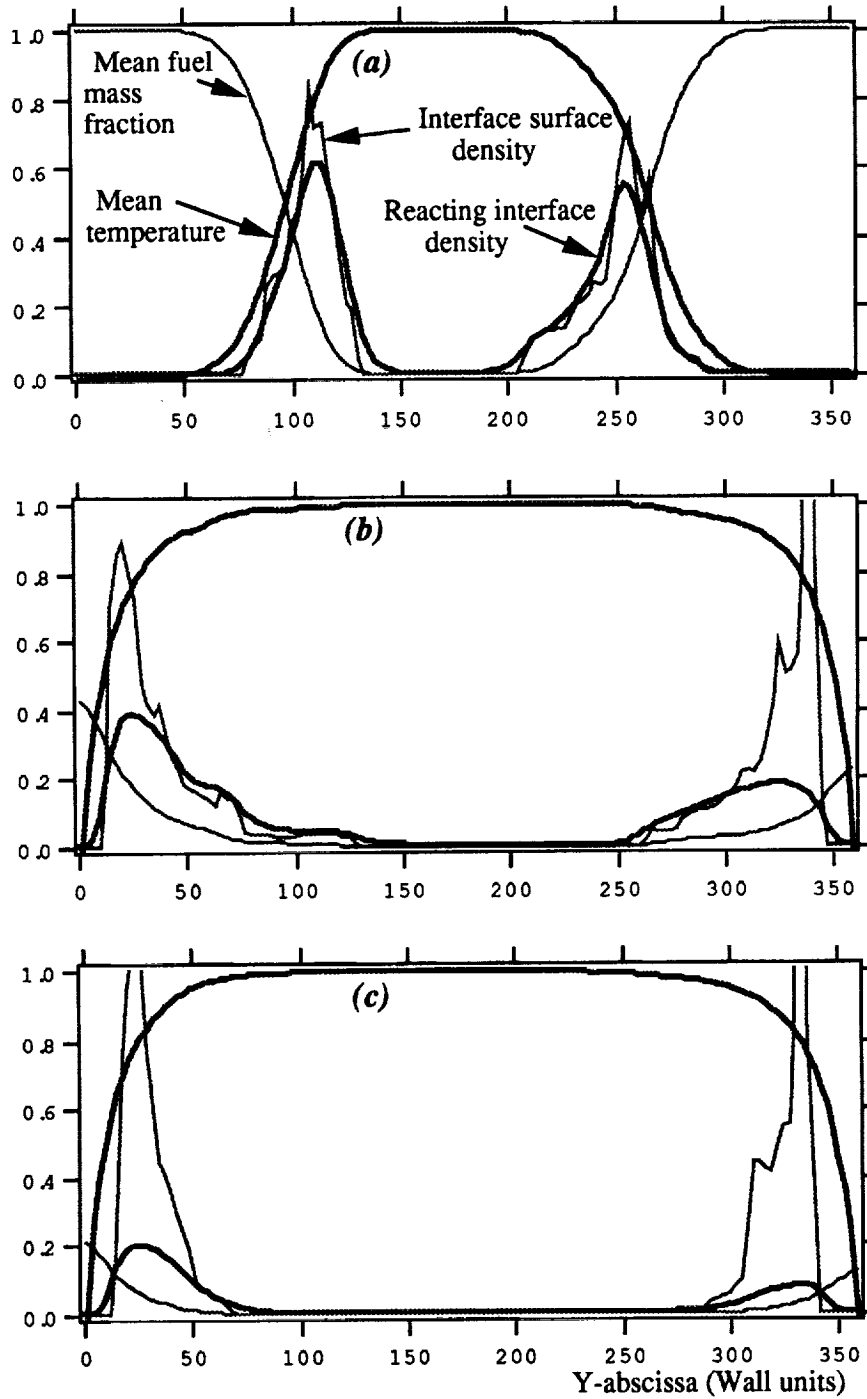 1.0
0.8
0.6
0.4
0.2
0.0
(a)
Mean fuel
mass
fraction
Interface surface
density
Mean
temperature
Reacting interface
density
0 50 100 150 200 250 300 350
1.0
0.8
0.6
0.4
0.2
0.0
(b)
0 50 100 150 200 250 300 350
1.0
0.8
0.6
0.4
0.2
0.0
(c)
0 50 100 150 200 250 300 350
Y-abscissa (Wall units)